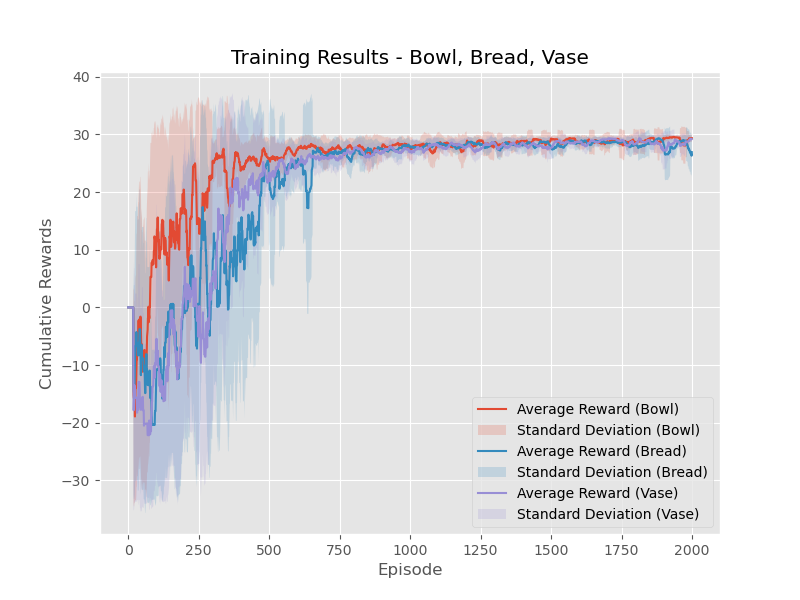 Training Results - Bowl, Bread, Vase
Cumulative Rewards
40
30
20
10
0
−10
−20
−30
Average Reward (Bowl)
Standard Deviation (Bowl)
Average Reward (Bread)
Standard Deviation (Bread)
Average Reward (Vase)
Standard Deviation (Vase)
0 250 500 750 1000 1250 1500 1750 2000
Episode